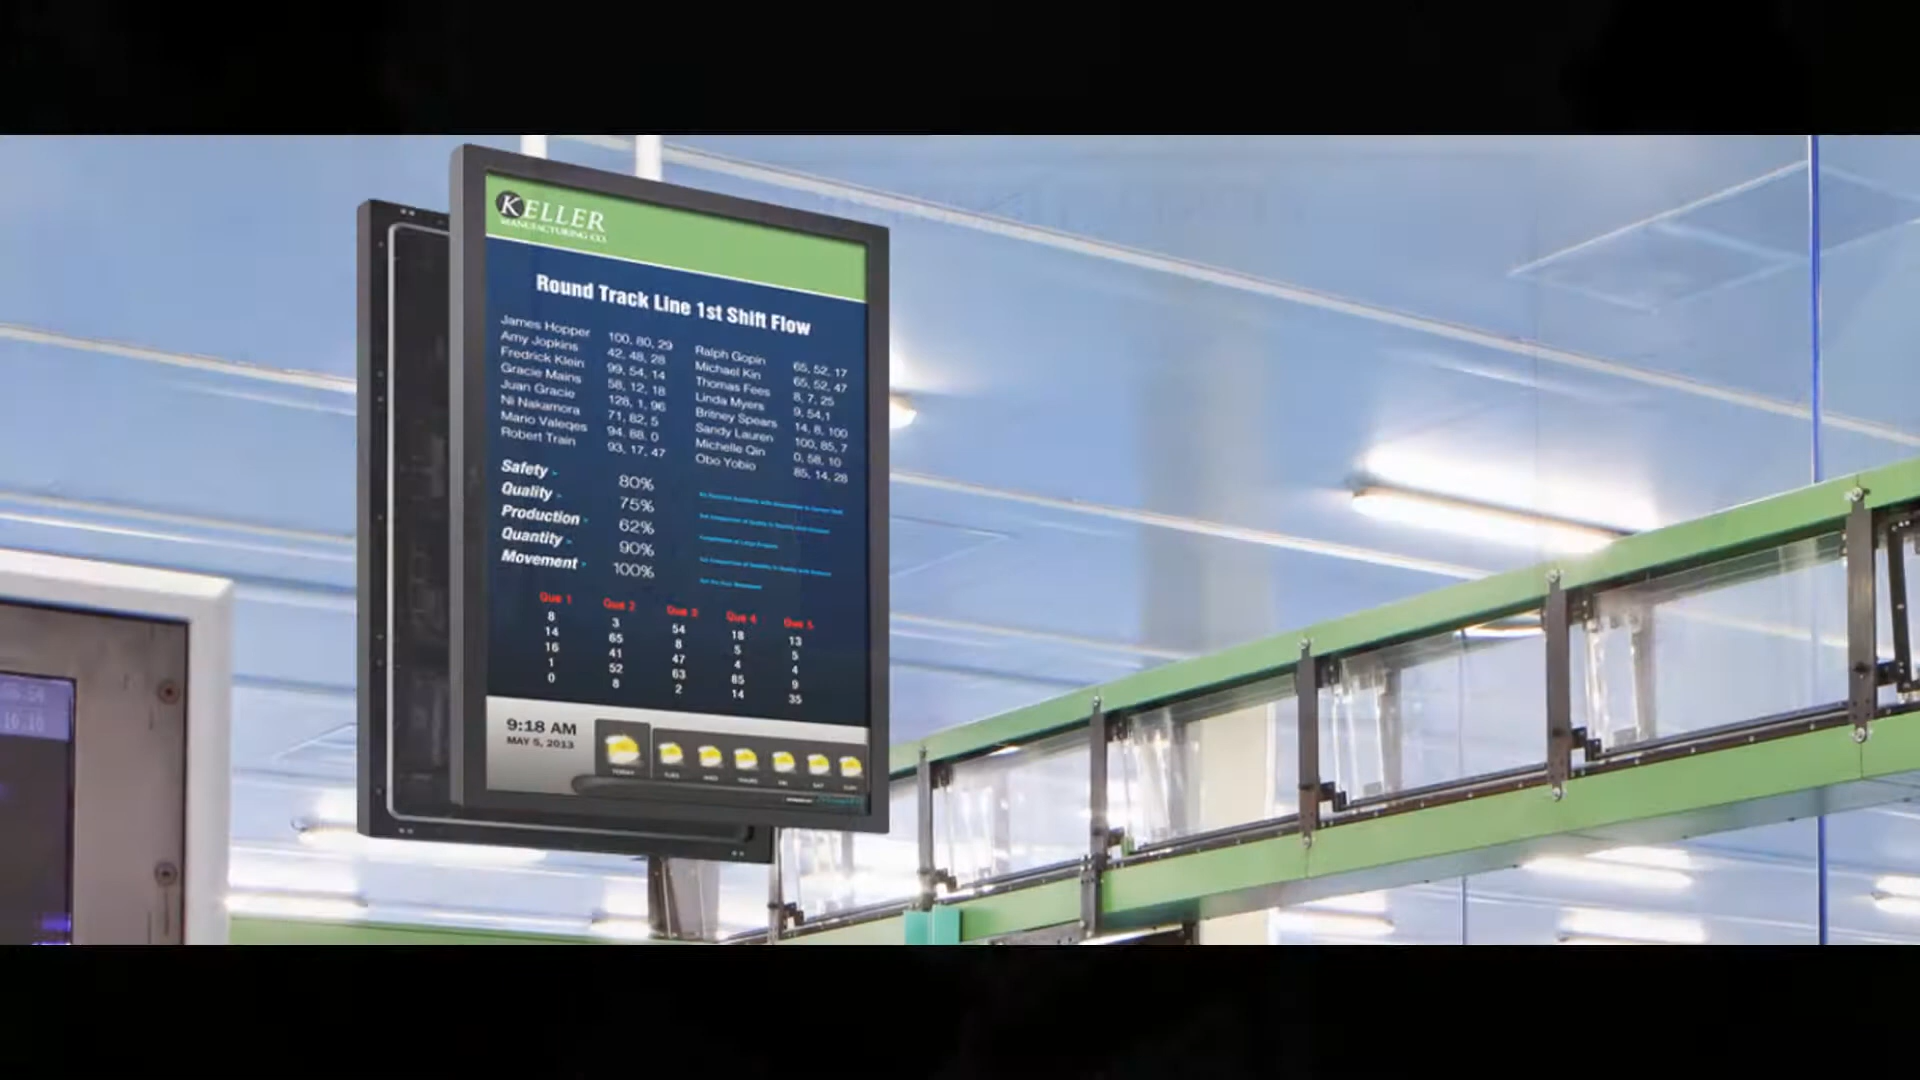 KELLER
MANUFACTURING CO.
Round Track Line 1st Shift Flow
James Hopper 100, 80, 29
Amy Jopkins 42, 48, 28
Fredrick Klein 99, 54, 14
Gracie Mains 58, 12, 18
Juan Gracie 128, 1, 96
Ni Nakamora 71, 82, 5
Mario Valeqes 94, 88, 0
Robert Train 93, 17, 47
Ralph Gopin 65, 52, 17
Michael Kin 65, 52, 47
Thomas Fees 8, 7, 25
Linda Myers 9, 54,1
Britney Spears 14, 8, 100
Sandy Lauren 100, 85, 7
Michelle Qin 0, 58, 10
Obo Yobio 85, 14, 28
Safety - 80%
Quality - 75%
Production - 62%
Quantity - 90%
Movement - 100%
Que 1 Que 2 Que 3 Que 4 Que 5
8 3 54 18 13
14 65 8 5 5
16 41 47 4 4
1 52 63 85 9
0 8 2 14 35
9:18 AM
MAY 5, 2013
TODAY